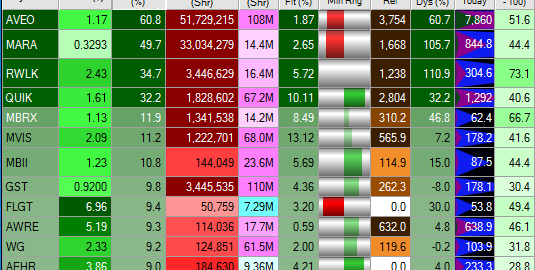 (%) (Shr) (Shr) Flt (%) Min Rng Rel Dys (%) Today - 100)
AVEO 1.17 60.8 51,729,215 108M 1.87 3,754 60.7 7,860 51.6
MARA 0.3293 49.7 33,034,279 14.4M 2.65 1,668 105.7 844.8 44.4
RWLK 2.43 34.7 3,446,629 16.4M 5.72 1,238 110.9 304.6 73.1
QUIK 1.61 32.2 1,828,602 67.2M 10.11 2,804 32.2 1,292 40.6
MBRX 1.13 11.9 1,341,538 14.2M 8.49 310.2 46.8 62.4 66.7
MVIS 2.09 11.2 1,222,701 68.0M 13.12 565.9 7.2 178.2 41.6
MBII 1.23 10.8 144,049 23.6M 5.69 114.9 15.0 87.5 44.4
GST 0.9200 9.8 3,445,535 110M 4.36 262.3 -8.0 178.1 30.4
FLGT 6.96 9.4 50,759 7.29M 3.20 0.0 30.0 53.8 49.4
AWRE 5.19 9.3 114,036 17.7M 0.59 632.0 4.8 638.9 46.1
WG 2.33 9.2 124,851 61.5M 2.00 119.6 -0.2 103.9 31.8
AEHR 3.86 9.0 184,630 9.36M 4.21 0.0 4.0 233.3 28.8